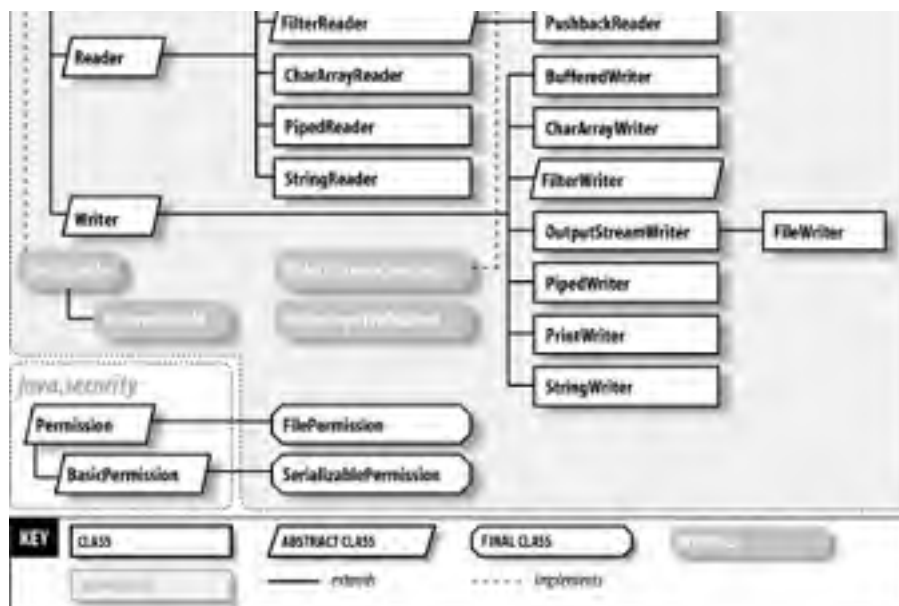 FilterReader
PushbackReader
Reader
CharArrayReader
BufferedWriter
PipedReader
CharArrayWriter
StringReader
FilterWriter
Writer
OutputStreamWriter
FileWriter
PipedWriter
PrintWriter
StringWriter
java.security
Permission
FilePermission
BasicPermission
SerializablePermission
KEY
CLASS
ABSTRACT CLASS
FINAL CLASS
extends
implements